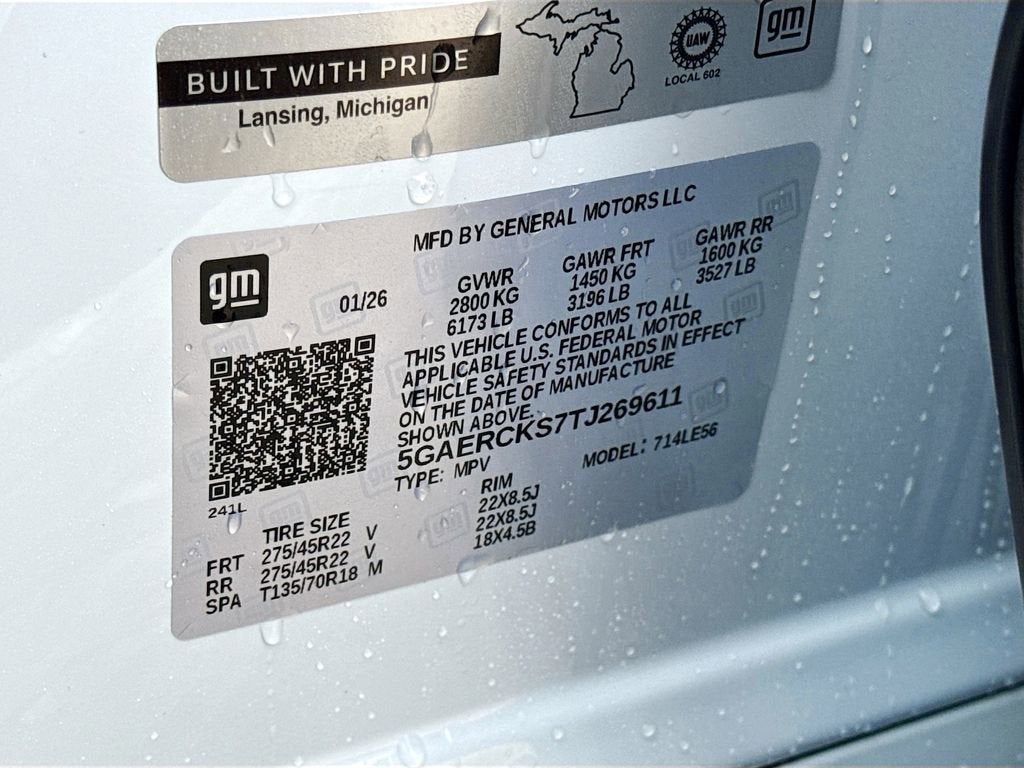 BUILT WITH PRIDE
Lansing, Michigan
UAW
LOCAL 602
gm
MFD BY GENERAL MOTORS LLC
gm
01/26
GVWR
2800 KG
6173 LB
GAWR FRT
1450 KG
3196 LB
GAWR RR
1600 KG
3527 LB
THIS VEHICLE CONFORMS TO ALL
APPLICABLE U.S. FEDERAL MOTOR
VEHICLE SAFETY STANDARDS IN EFFECT
ON THE DATE OF MANUFACTURE
SHOWN ABOVE.
5GAERCKS7TJ269611
TYPE: MPV MODEL: 714LE56
241L
TIRE SIZE RIM
FRT 275/45R22 V 22X8.5J
RR 275/45R22 V 22X8.5J
SPA T135/70R18 M 18X4.5B